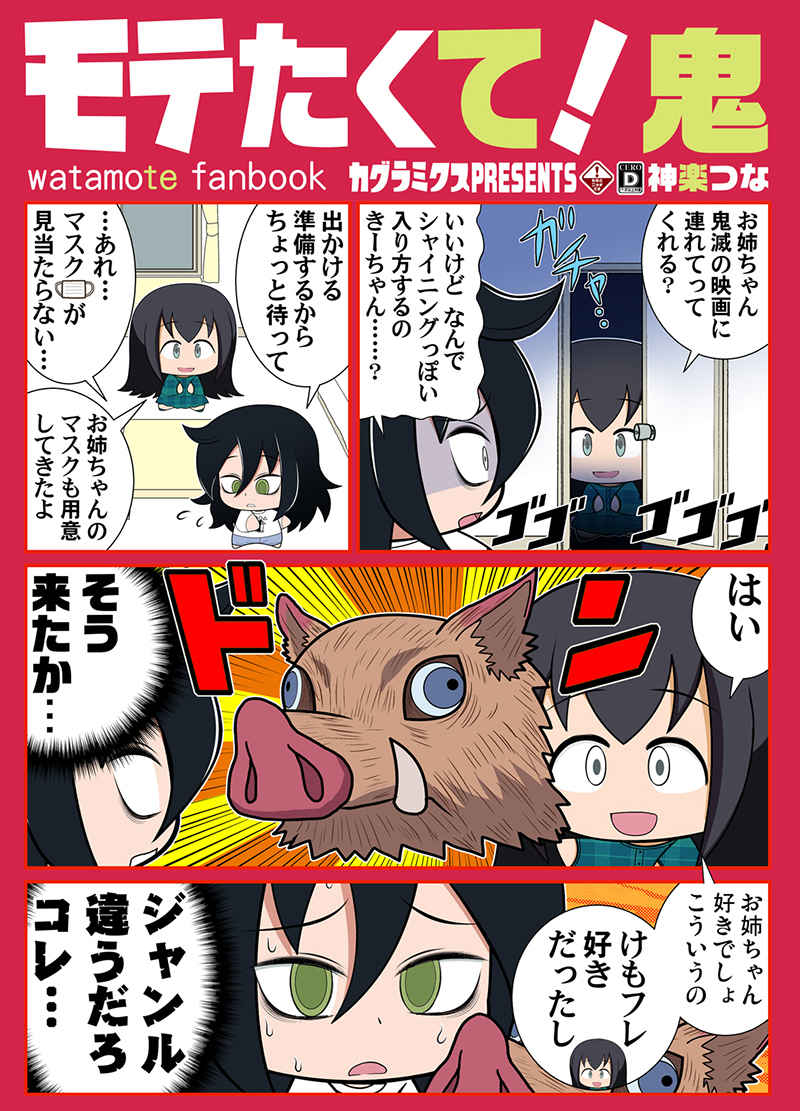 モテたくて!鬼
watamote fanbook カグラミクスPRESENTS
CERO
D
神楽つな
お姉ちゃん
鬼滅の映画に
連れてって
くれる?
ガチャ…
いいけど なんで
シャイニングっぽい
入り方するの
きーちゃん……?
ゴゴゴ
ゴゴゴ
出かける
準備するから
ちょっと待って
…あれ…
マスクが
見当たらない…
お姉ちゃんの
マスクも用意
してきたよ
はい
ドン
そう
来たか…
お姉ちゃん
好きでしょ
こういうの
けもフレ
好き
だったし
ジャンル
違うだろ
コレ…